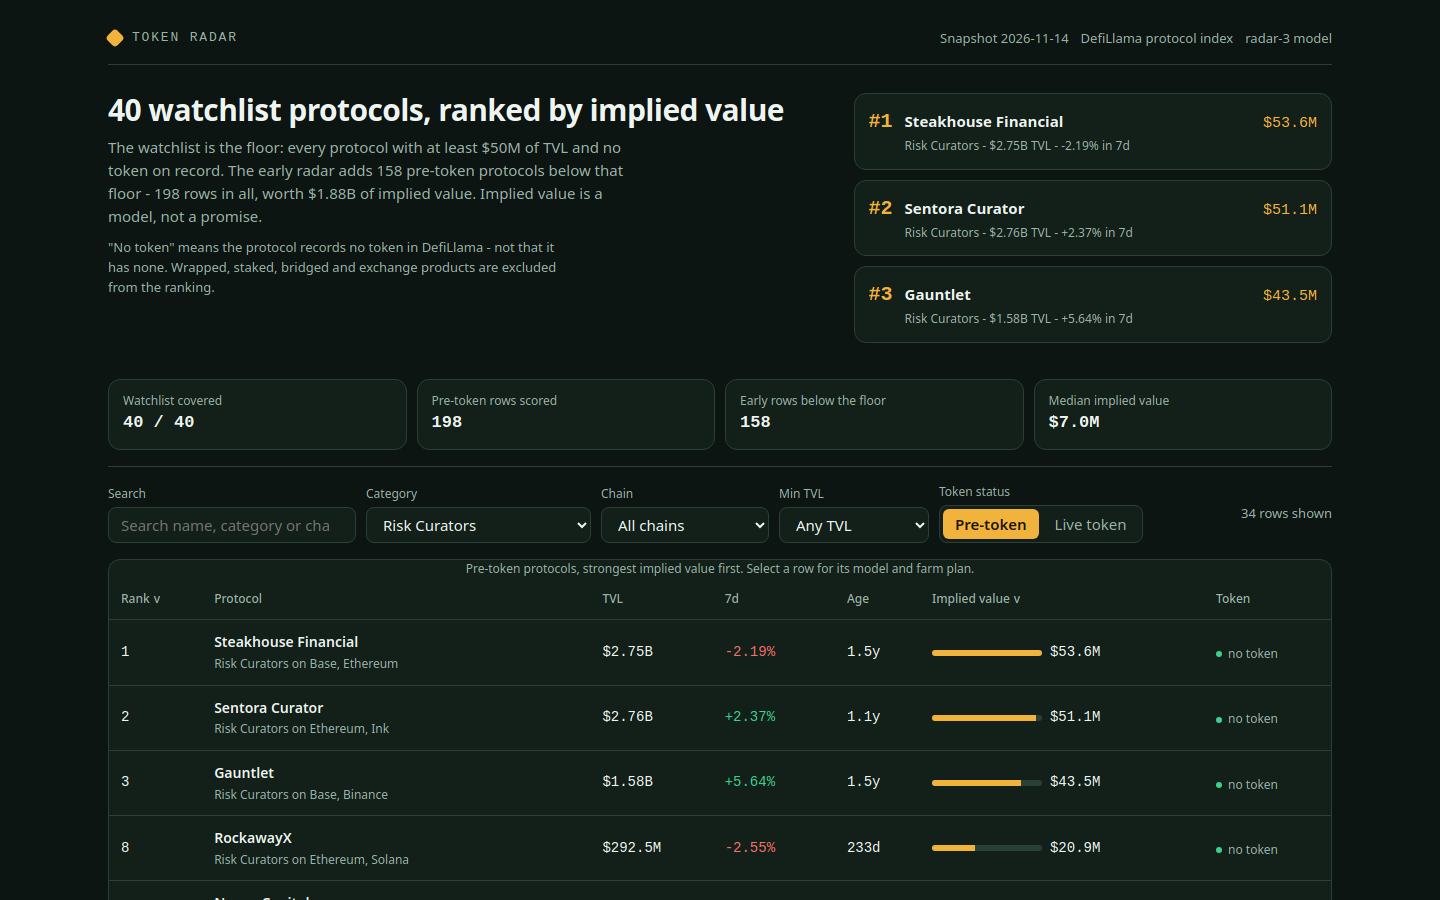 TOKEN RADAR
Snapshot 2026-11-14 DefiLlama protocol index radar-3 model
40 watchlist protocols, ranked by implied value
The watchlist is the floor: every protocol with at least $50M of TVL and no
token on record. The early radar adds 158 pre-token protocols below that
floor - 198 rows in all, worth $1.88B of implied value. Implied value is a
model, not a promise.
"No token" means the protocol records no token in DefiLlama - not that it
has none. Wrapped, staked, bridged and exchange products are excluded
from the ranking.
#1 Steakhouse Financial $53.6M
Risk Curators - $2.75B TVL - -2.19% in 7d
#2 Sentora Curator $51.1M
Risk Curators - $2.76B TVL - +2.37% in 7d
#3 Gauntlet $43.5M
Risk Curators - $1.58B TVL - +5.64% in 7d
Watchlist covered
40 / 40
Pre-token rows scored
198
Early rows below the floor
158
Median implied value
$7.0M
Search Category Chain Min TVL Token status
Search name, category or cha Risk Curators All chains Any TVL Pre-token Live token
34 rows shown
Pre-token protocols, strongest implied value first. Select a row for its model and farm plan.
Rank v Protocol TVL 7d Age Implied value v Token
1 Steakhouse Financial $2.75B -2.19% 1.5y $53.6M no token
Risk Curators on Base, Ethereum
2 Sentora Curator $2.76B +2.37% 1.1y $51.1M no token
Risk Curators on Ethereum, Ink
3 Gauntlet $1.58B +5.64% 1.5y $43.5M no token
Risk Curators on Base, Binance
8 RockawayX $292.5M -2.55% 233d $20.9M no token
Risk Curators on Ethereum, Solana